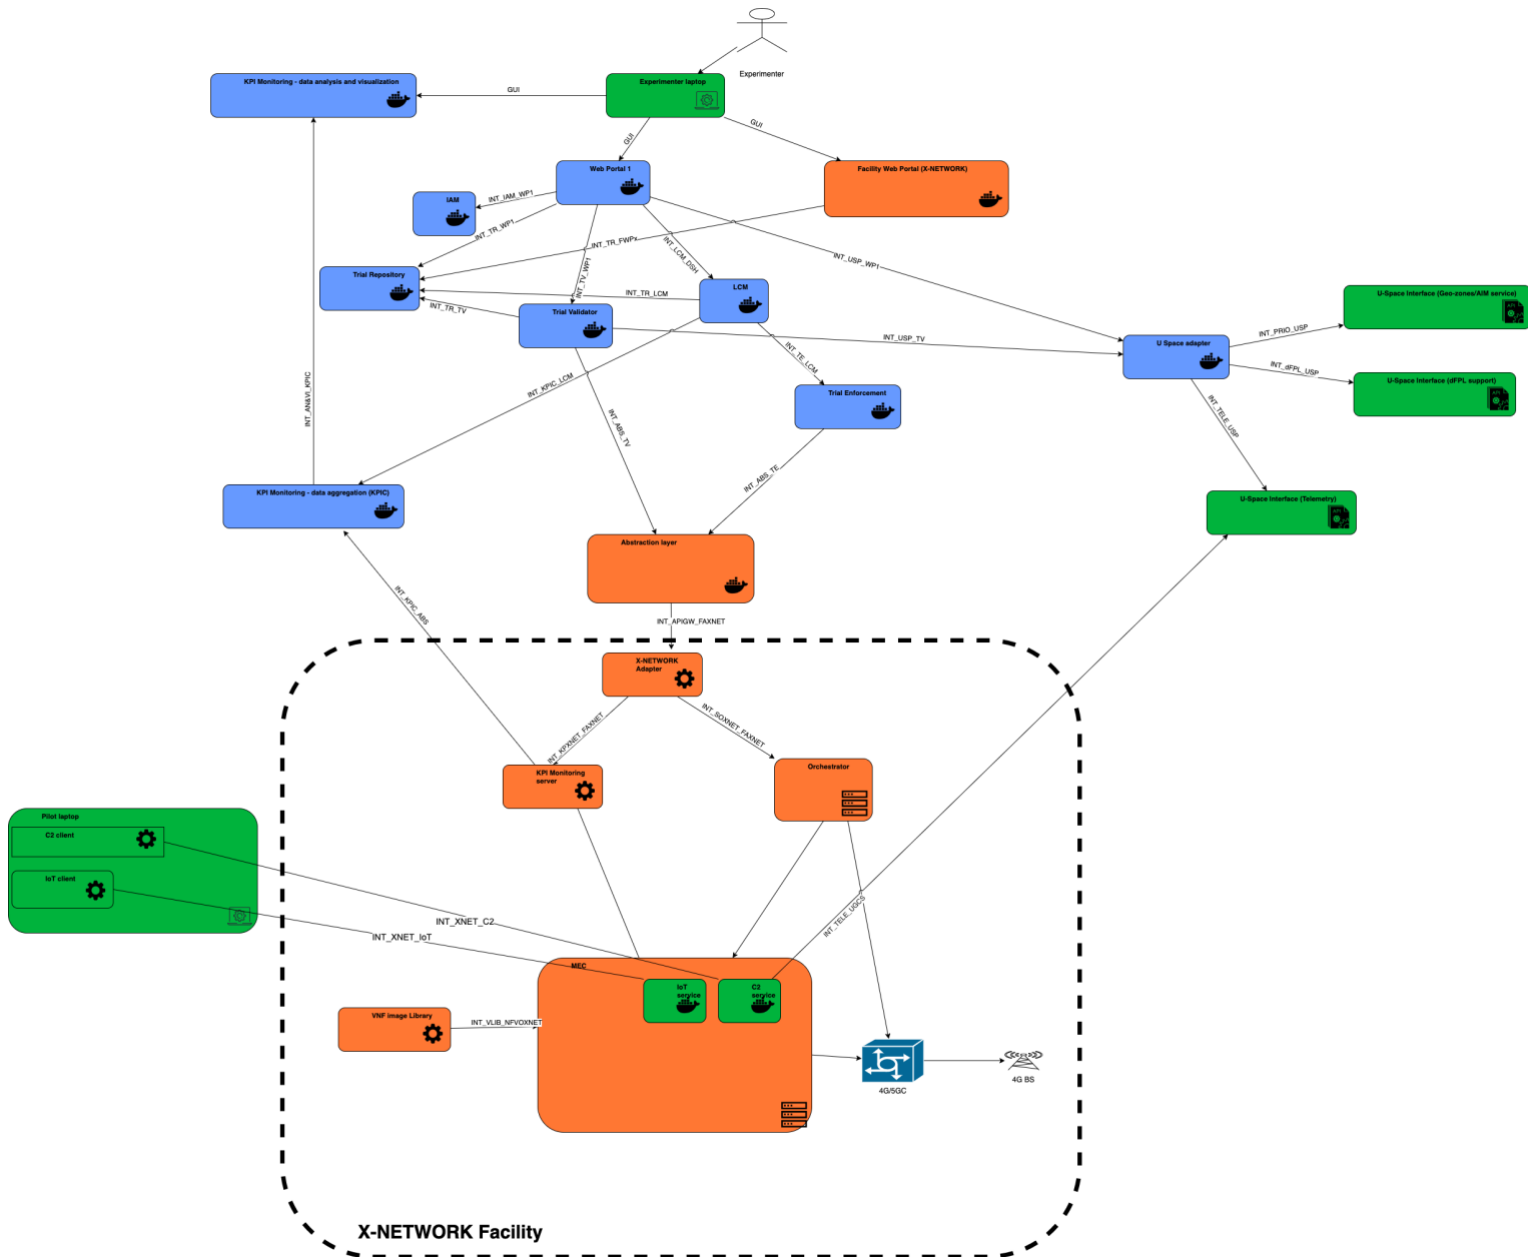 Experimenter
KPI Monitoring - data analysis and visualization
Experimenter laptop
GUI
GUI
GUI
Web Portal 1
Facility Web Portal (X-NETWORK)
IAM
INT_IAM_WP1
INT_TR_WP1
INT_TR_FWPx
INT_LCM_DSH
INT_TV_WP1
INT_USP_WP1
Trial Repository
LCM
INT_TR_LCM
INT_TR_TV
Trial Validator
INT_USP_TV
U-Space interface (Geo-zones/AIM service)
INT_PRIO_USP
U Space adapter
INT_dFPL_USP
U-Space interface (dFPL support)
INT_TE_LCM
INT_KPIC_LCM
Trial Enforcement
INT_AN&VI_KPIC
INT_ABS_TV
INT_TELE_USP
INT_ABS_TE
KPI Monitoring - data aggregation (KPIC)
U-Space interface (Telemetry)
Abstraction layer
INT_KPIC_ABS
INT_APIGW_FAXNET
X-NETWORK
Adapter
INT_KPXNET_FAXNET
INT_SOXNET_FAXNET
KPI Monitoring
server
Orchestrator
Pilot laptop
C2 client
IoT client
INT_XNET_C2
INT_XNET_IoT
INT_TELE_UGCS
MEC
IoT
service
C2
service
VNF image Library
INT_VLIB_NFVOXNET
4G/5GC
4G BS
X-NETWORK Facility